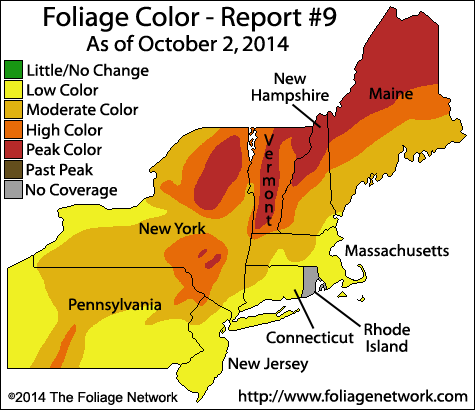 Foliage Color - Report #9
As of October 2, 2014
Little/No Change
Low Color
Moderate Color
High Color
Peak Color
Past Peak
No Coverage
New
Hampshire
Maine
Vermont
New York
Massachusetts
Pennsylvania
Connecticut
Rhode
Island
New Jersey
©2014 The Foliage Network
http://www.foliagenetwork.com